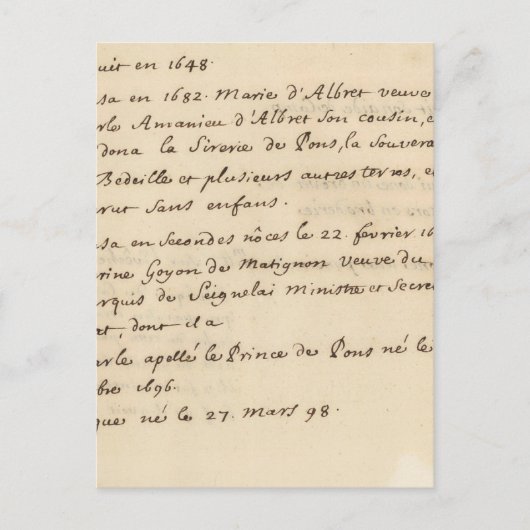 uit en 1648.
sa en 1682. Marie d'Albret veuve
rle Amanieu d'Albret son cousin, e
dona la Sirerie de Pons, la Souvera
Bedeille et plusieurs autres terres, e
rut sans enfans.
sa en secondes nôces le 22. fevrier 16
rine Goyon de Matignon veuve du
rquis de Seignelai Ministre et Secre
at, dont il a
arle apellé le Prince de Pons né le
bre 1696.
que né le 27. Mars 98.